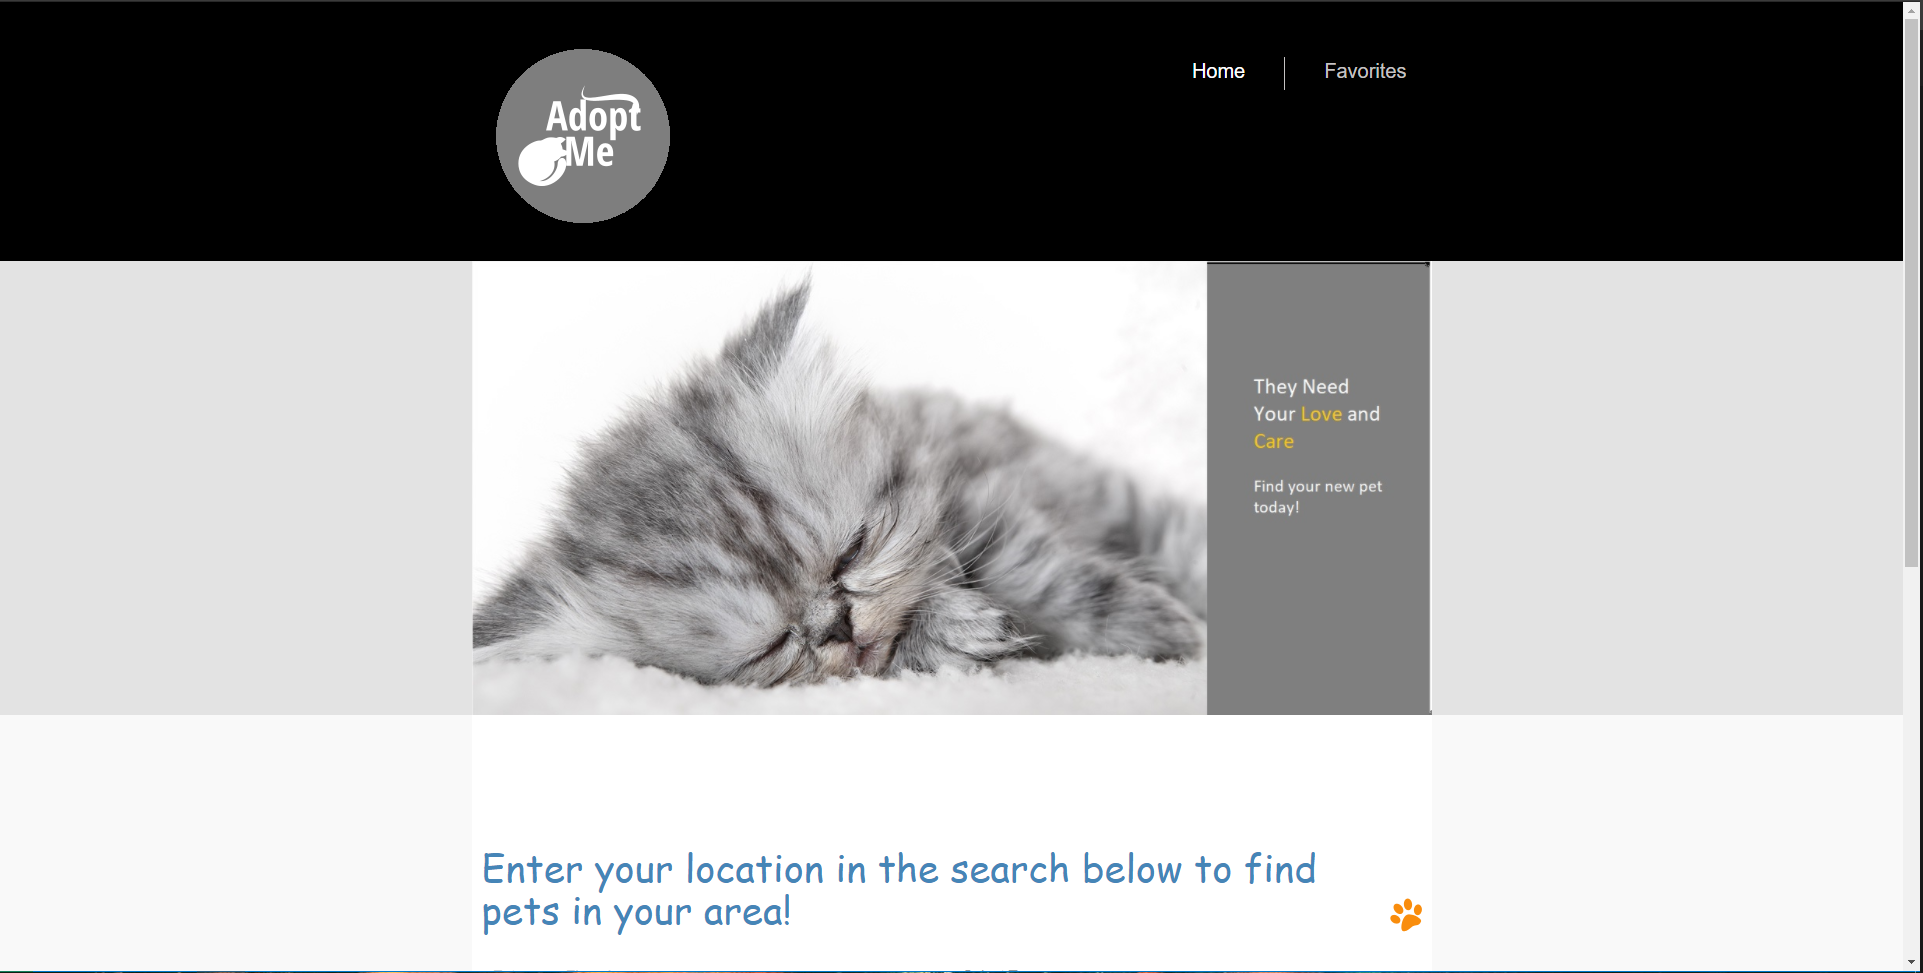 Adopt
Me
Home
Favorites
They Need
Your Love and
Care
Find your new pet
today!
Enter your location in the search below to find
pets in your area!